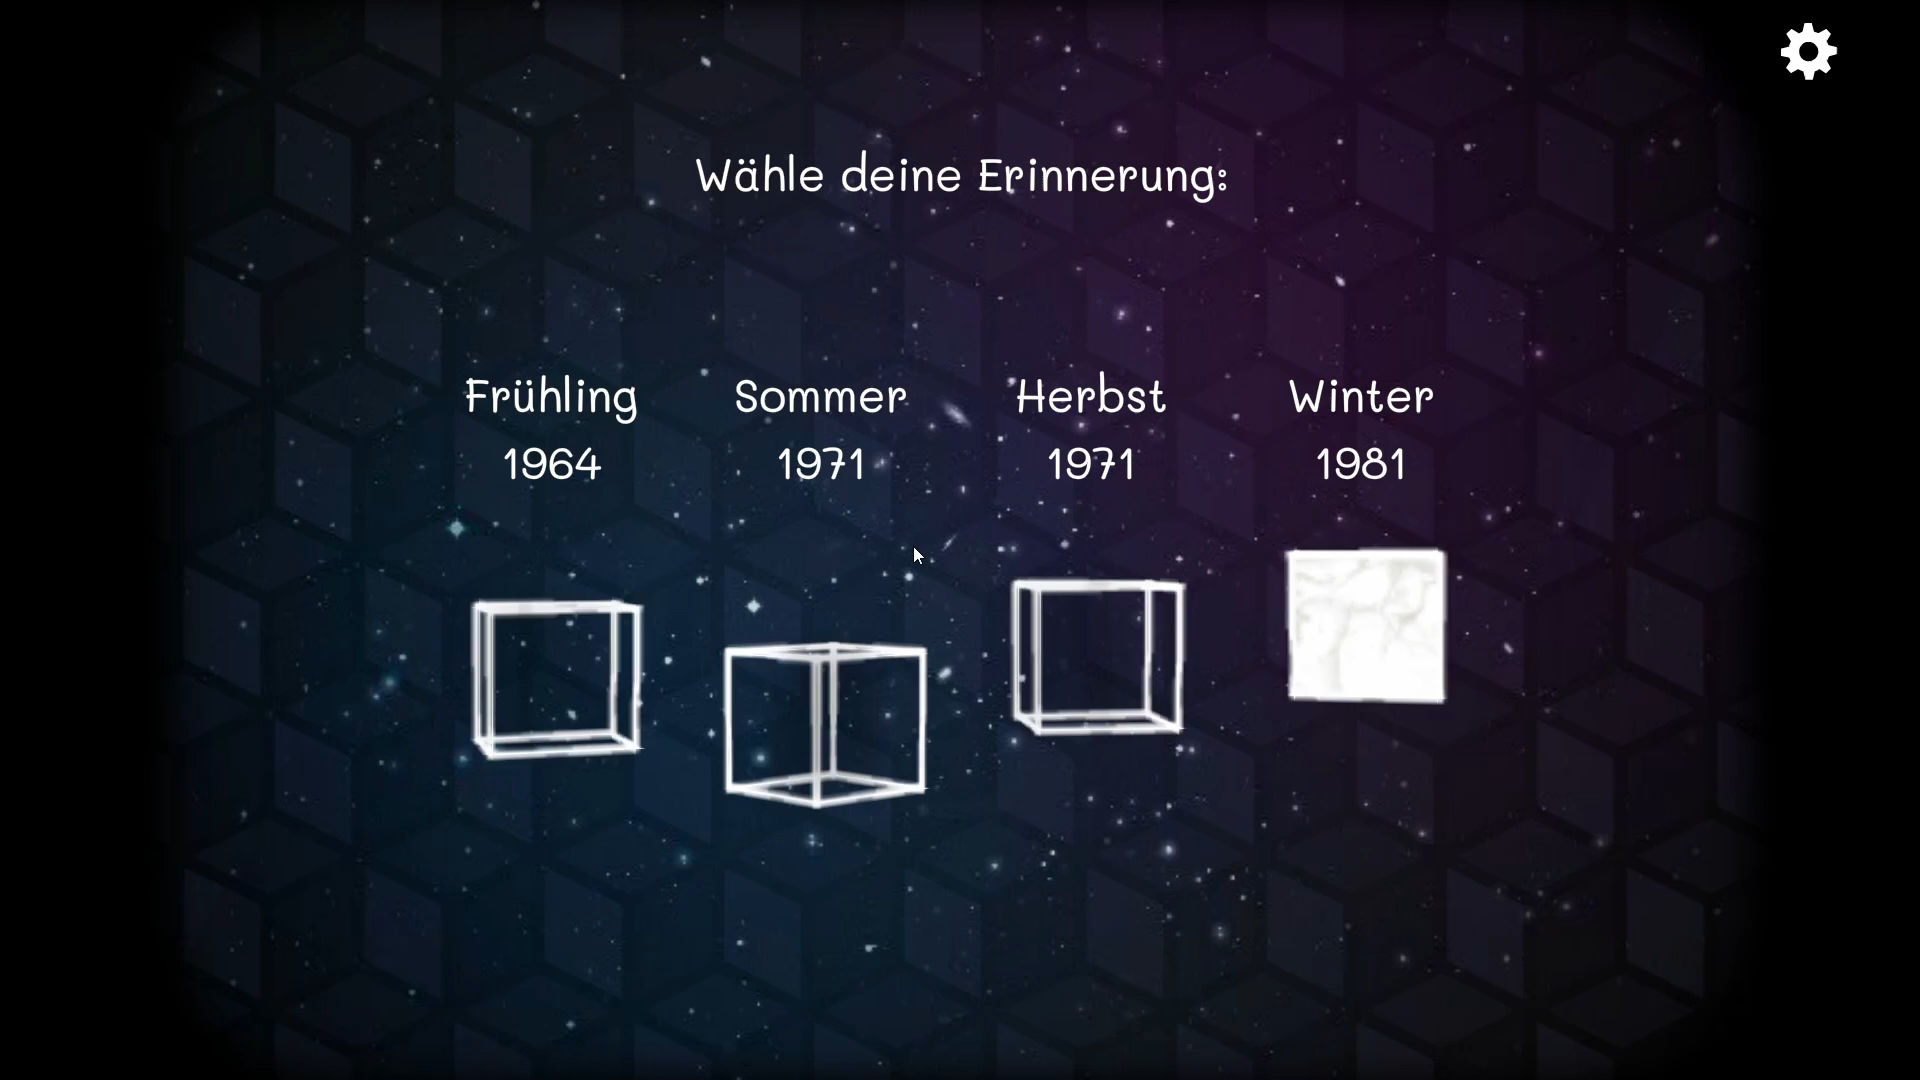 Wähle deine Erinnerung:
Frühling Sommer Herbst Winter
1964 1971 1971 1981